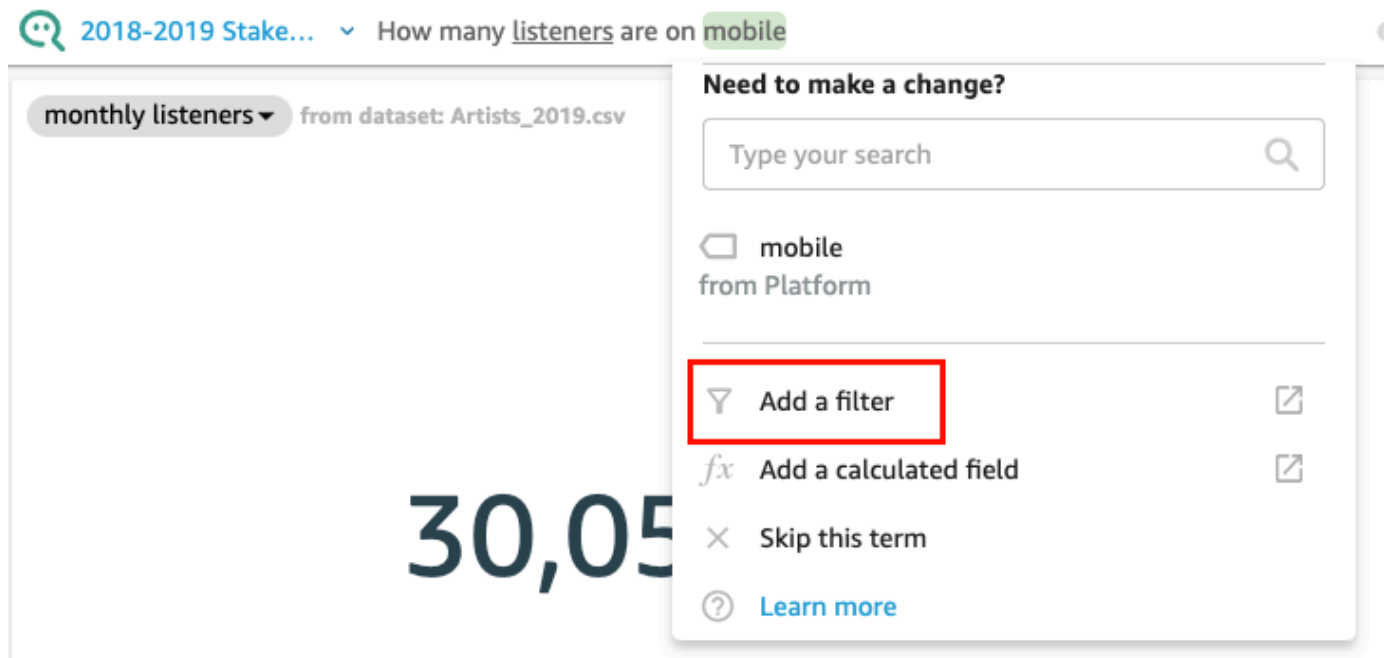 2018-2019 Stake... How many listeners are on mobile
monthly listeners from dataset: Artists_2019.csv
30,05
Need to make a change?
Type your search
mobile
from Platform
Add a filter
fx Add a calculated field
Skip this term
? Learn more